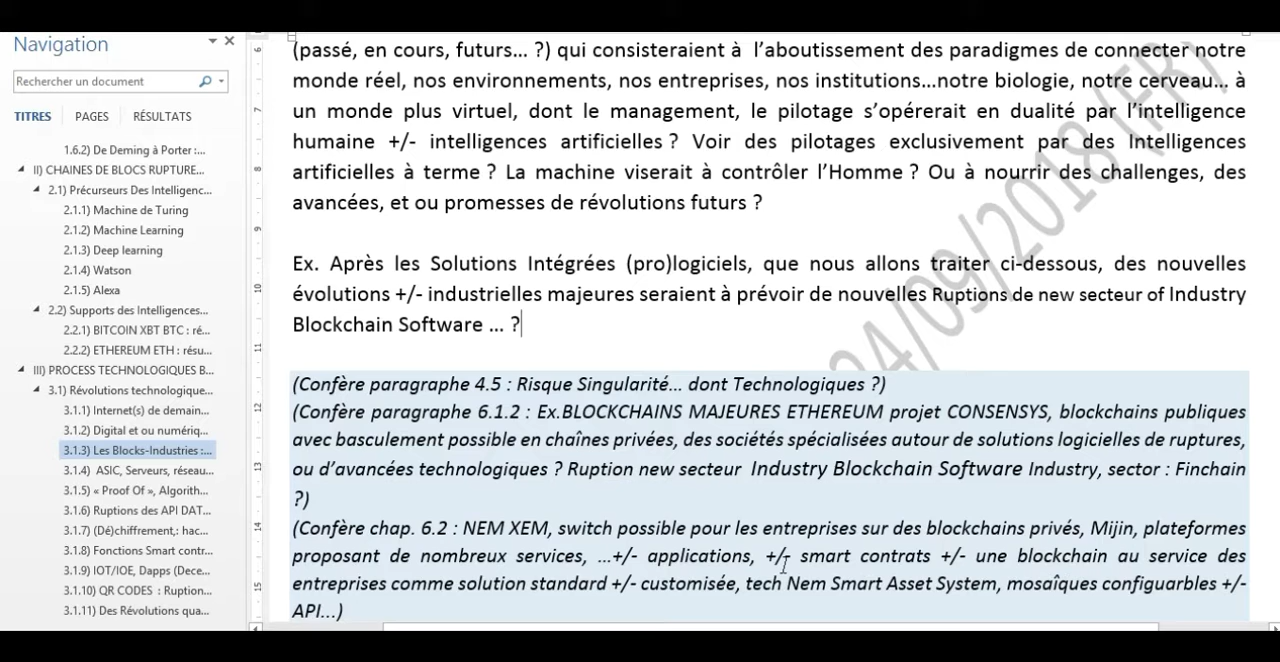 Navigation
Rechercher un document
TITRES PAGES RÉSULTATS
1.6.2) De Deming à Porter :...
II) CHAINES DE BLOCS RUPTURE...
2.1) Précurseurs Des Intelligenc...
2.1.1) Machine de Turing
2.1.2) Machine Learning
2.1.3) Deep learning
2.1.4) Watson
2.1.5) Alexa
2.2) Supports des Intelligences...
2.2.1) BITCOIN XBT BTC : ré...
2.2.2) ETHEREUM ETH : résu...
III) PROCESS TECHNOLOGIQUES B...
3.1) Révolutions technologique...
3.1.1) Internet(s) de demain...
3.1.2) Digital et ou numériq...
3.1.3) Les Blocks-Industries :...
3.1.4) ASIC, Serveurs, réseau...
3.1.5) « Proof Of », Algorith...
3.1.6) Ruptions des API DAT...
3.1.7) (Dé)chiffrement,: hac...
3.1.8) Fonctions Smart contr...
3.1.9) IOT/IOE, Dapps (Dece...
3.1.10) QR CODES : Ruption...
3.1.11) Des Révolutions qua...
6
7
8
9
10
11
12
13
14
15
(passé, en cours, futurs... ?) qui consisteraient à l’aboutissement des paradigmes de connecter notre
monde réel, nos environnements, nos entreprises, nos institutions...notre biologie, notre cerveau... à
un monde plus virtuel, dont le management, le pilotage s’opérerait en dualité par l’intelligence
humaine +/- intelligences artificielles ? Voir des pilotages exclusivement par des Intelligences
artificielles à terme ? La machine viserait à contrôler l’Homme ? Ou à nourrir des challenges, des
avancées, et ou promesses de révolutions futurs ?
Ex. Après les Solutions Intégrées (pro)logiciels, que nous allons traiter ci-dessous, des nouvelles
évolutions +/- industrielles majeures seraient à prévoir de nouvelles Ruptions de new secteur of Industry
Blockchain Software ... ?
(Confère paragraphe 4.5 : Risque Singularité... dont Technologiques ?)
(Confère paragraphe 6.1.2 : Ex.BLOCKCHAINS MAJEURES ETHEREUM projet CONSENSYS, blockchains publiques
avec basculement possible en chaînes privées, des sociétés spécialisées autour de solutions logicielles de ruptures,
ou d’avancées technologiques ? Ruption new secteur Industry Blockchain Software Industry, sector : Finchain
?)
(Confère chap. 6.2 : NEM XEM, switch possible pour les entreprises sur des blockchains privés, Mijin, plateformes
proposant de nombreux services, ...+/- applications, +/- smart contrats +/- une blockchain au service des
entreprises comme solution standard +/- customisée, tech Nem Smart Asset System, mosaîques configuarbles +/-
API...)
24/09/2018 (FR)